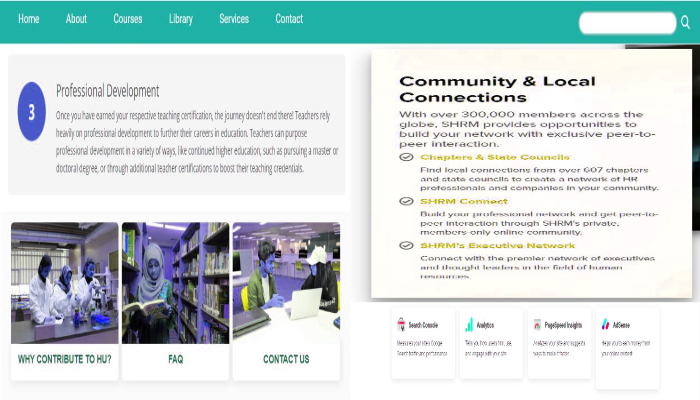 Home About Courses Library Services Contact
3
Professional Development
Once you have earned your respective teaching certification, the journey doesn't end there! Teachers rely
heavily on professional development to further their careers in education. Teachers can purpose
professional development in a variety of ways, like continued higher education, such as pursuing a master or
doctoral degree, or through additional teacher certifications to boost their teaching credentials.
WHY CONTRIBUTE TO HU?
FAQ
CONTACT US
Community & Local
Connections
With over 300,000 members across the
globe, SHRM provides opportunities to
build your network with exclusive peer-to-
peer interaction.
Chapters & State Councils
Find local connections from over 607 chapters
and state councils to create a network of HR
professionals and companies in your community.
SHRM Connect
Build your professional network and get peer-to-
peer interaction through SHRM's private,
members-only online community.
SHRM's Executive Network
Connect with the premier network of executives
and thought leaders in the field of human
resources.
Search Console
Measures your site's Google
Search traffic and performance
Analytics
Tells you how users find, use,
and engage with your site
PageSpeed Insights
Analyzes your site and suggests
ways to make it faster
AdSense
Helps you to earn money from
your online content